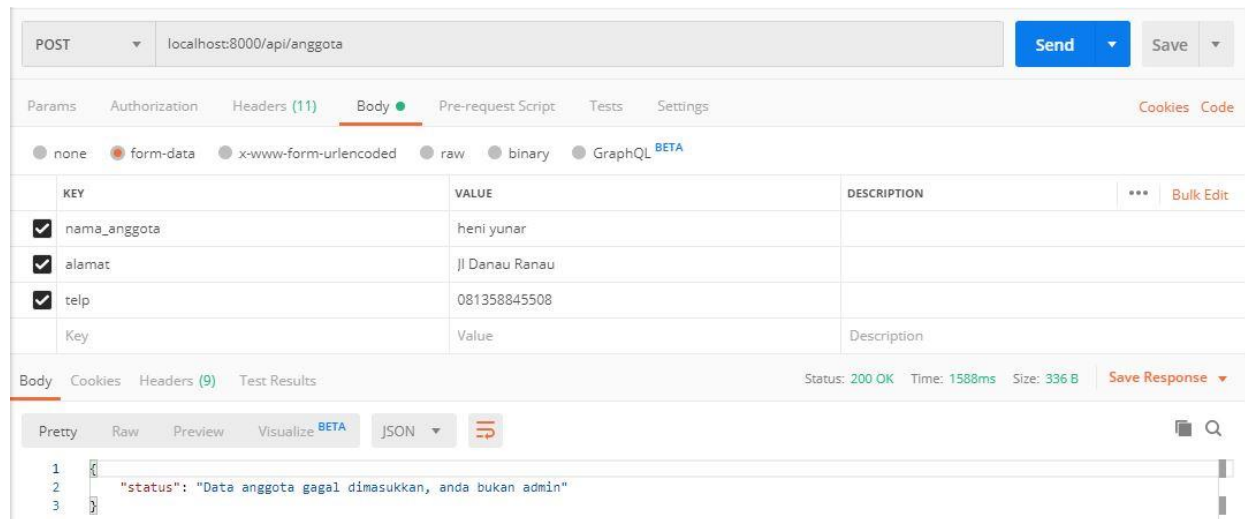 POST localhost:8000/api/anggota Send Save
Params Authorization Headers (11) Body Pre-request Script Tests Settings Cookies Code
none form-data x-www-form-urlencoded raw binary GraphQL BETA
KEY VALUE DESCRIPTION ••• Bulk Edit
nama_anggota heni yunar
alamat Jl Danau Ranau
telp 081358845508
Key Value Description
Body Cookies Headers (9) Test Results Status: 200 OK Time: 1588ms Size: 336 B Save Response
Pretty Raw Preview Visualize BETA JSON
1 {
2 "status": "Data anggota gagal dimasukkan, anda bukan admin"
3 }